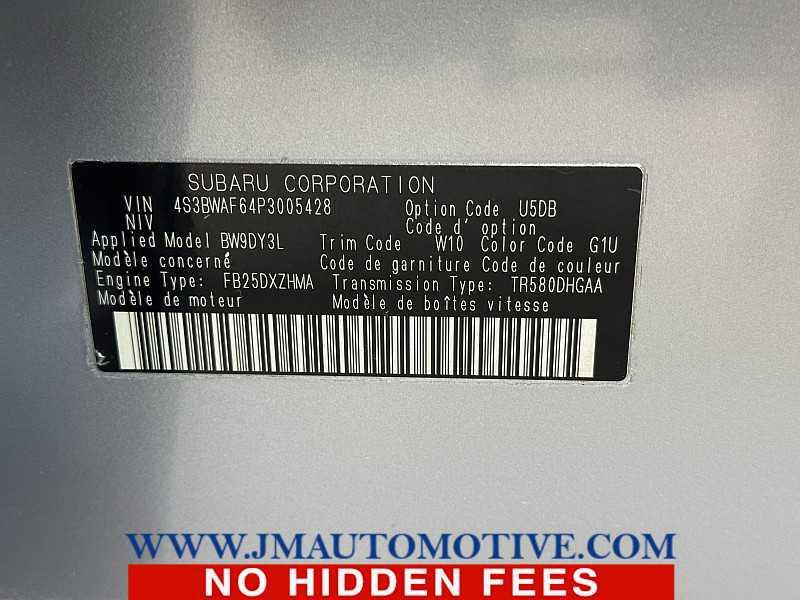 SUBARU CORPORATION
VIN 4S3BWAF64P3005428 Option Code U5DB
NIV Code d' option
Applied Model BW9DY3L Trim Code W10 Color Code G1U
Modèle concerné Code de garniture Code de couleur
Engine Type: FB25DXZHMA Transmission Type: TR580DHGAA
Modèle de moteur Modèle de boîtes vitesse
WWW.JMAUTOMOTIVE.COM
NO HIDDEN FEES